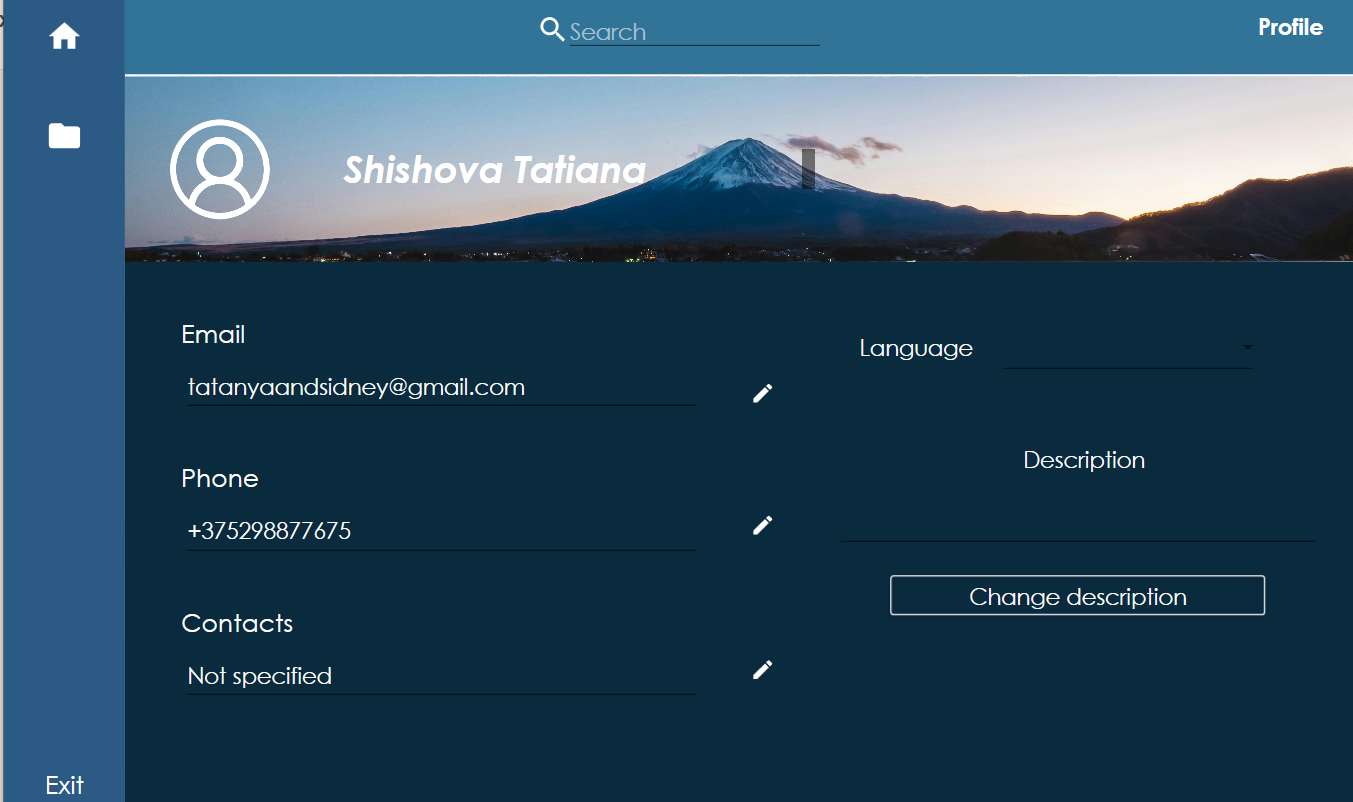 Search
Profile
Shishova Tatiana
Email
tatanyaandsidney@gmail.com
Language
Phone
+375298877675
Description
Change description
Contacts
Not specified
Exit